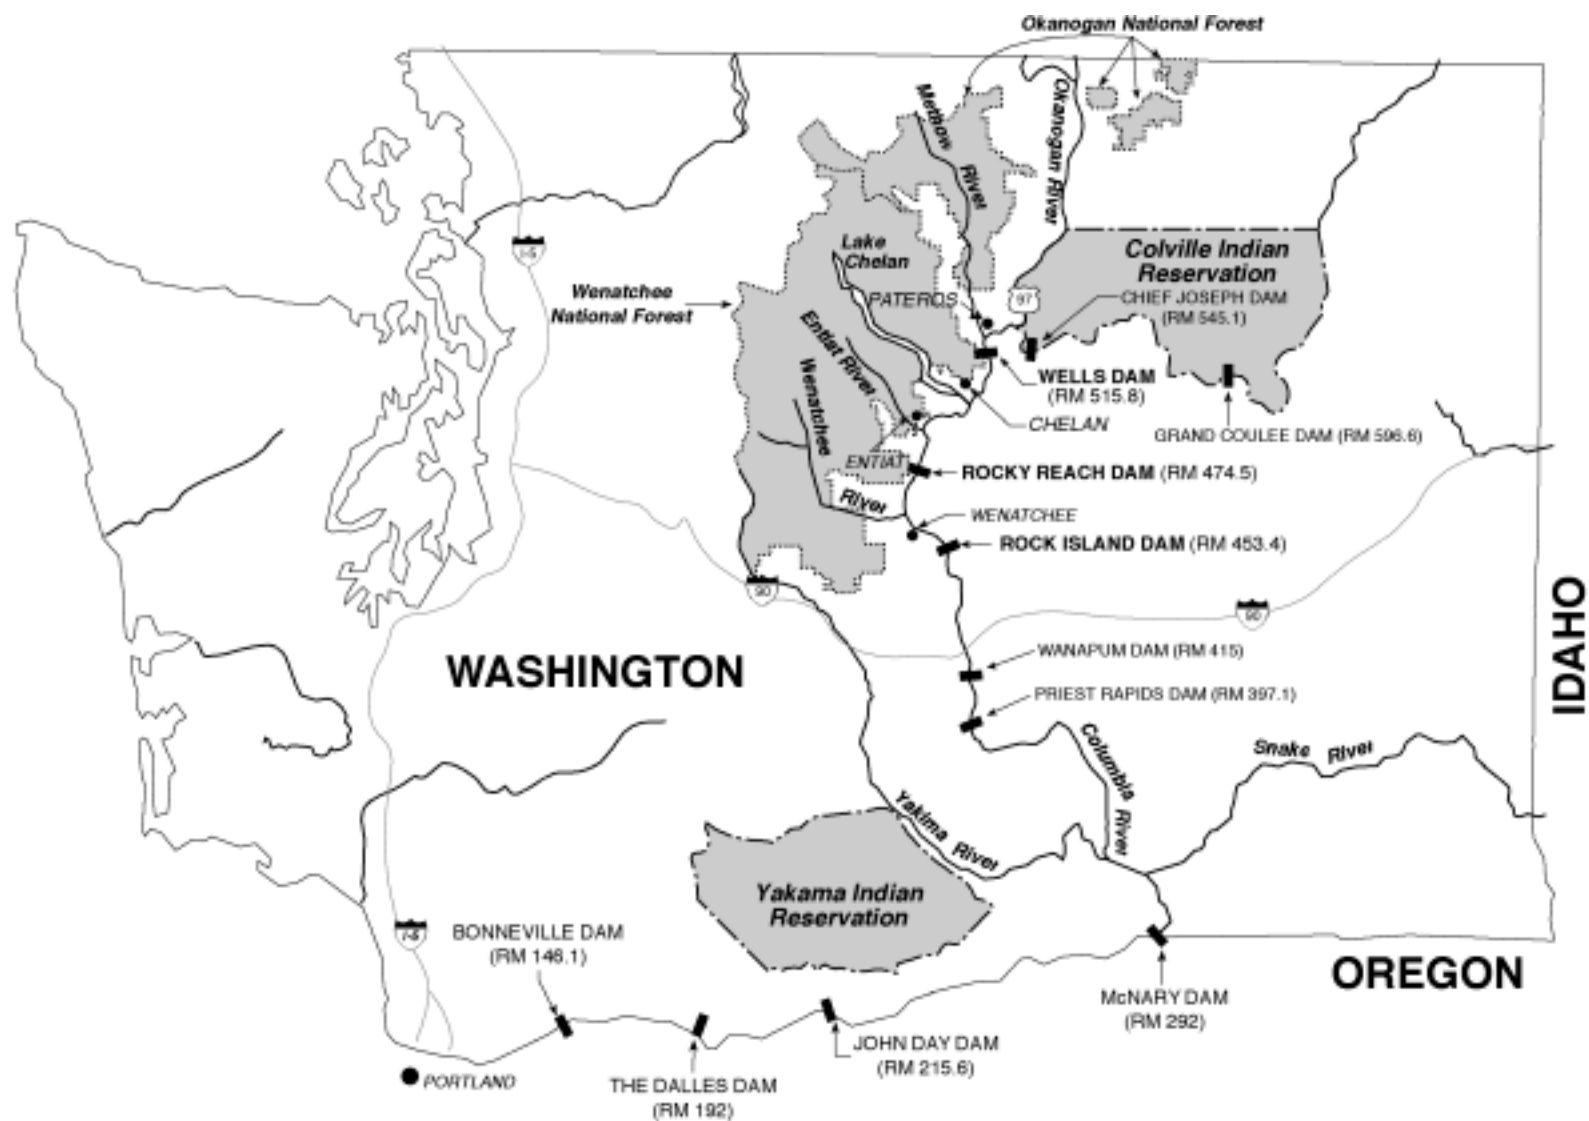 Okanogan National Forest
Methow
River
Okanogan River
I-5
Lake
Chelan
Colville Indian
Reservation
Wenatchee
National Forest
PATEROS
97
CHIEF JOSEPH DAM
(RM 545.1)
Entiat River
Wenatchee
River
WELLS DAM
(RM 515.8)
CHELAN
GRAND COULEE DAM (RM 596.6)
ENTIAT
ROCKY REACH DAM (RM 474.5)
WENATCHEE
ROCK ISLAND DAM (RM 453.4)
90
90
IDAHO
WASHINGTON
WANAPUM DAM (RM 415)
PRIEST RAPIDS DAM (RM 397.1)
Columbia River
Snake River
Yakima River
Yakama Indian
Reservation
I-5
BONNEVILLE DAM
(RM 146.1)
OREGON
McNARY DAM
(RM 292)
JOHN DAY DAM
(RM 215.6)
PORTLAND
THE DALLES DAM
(RM 192)